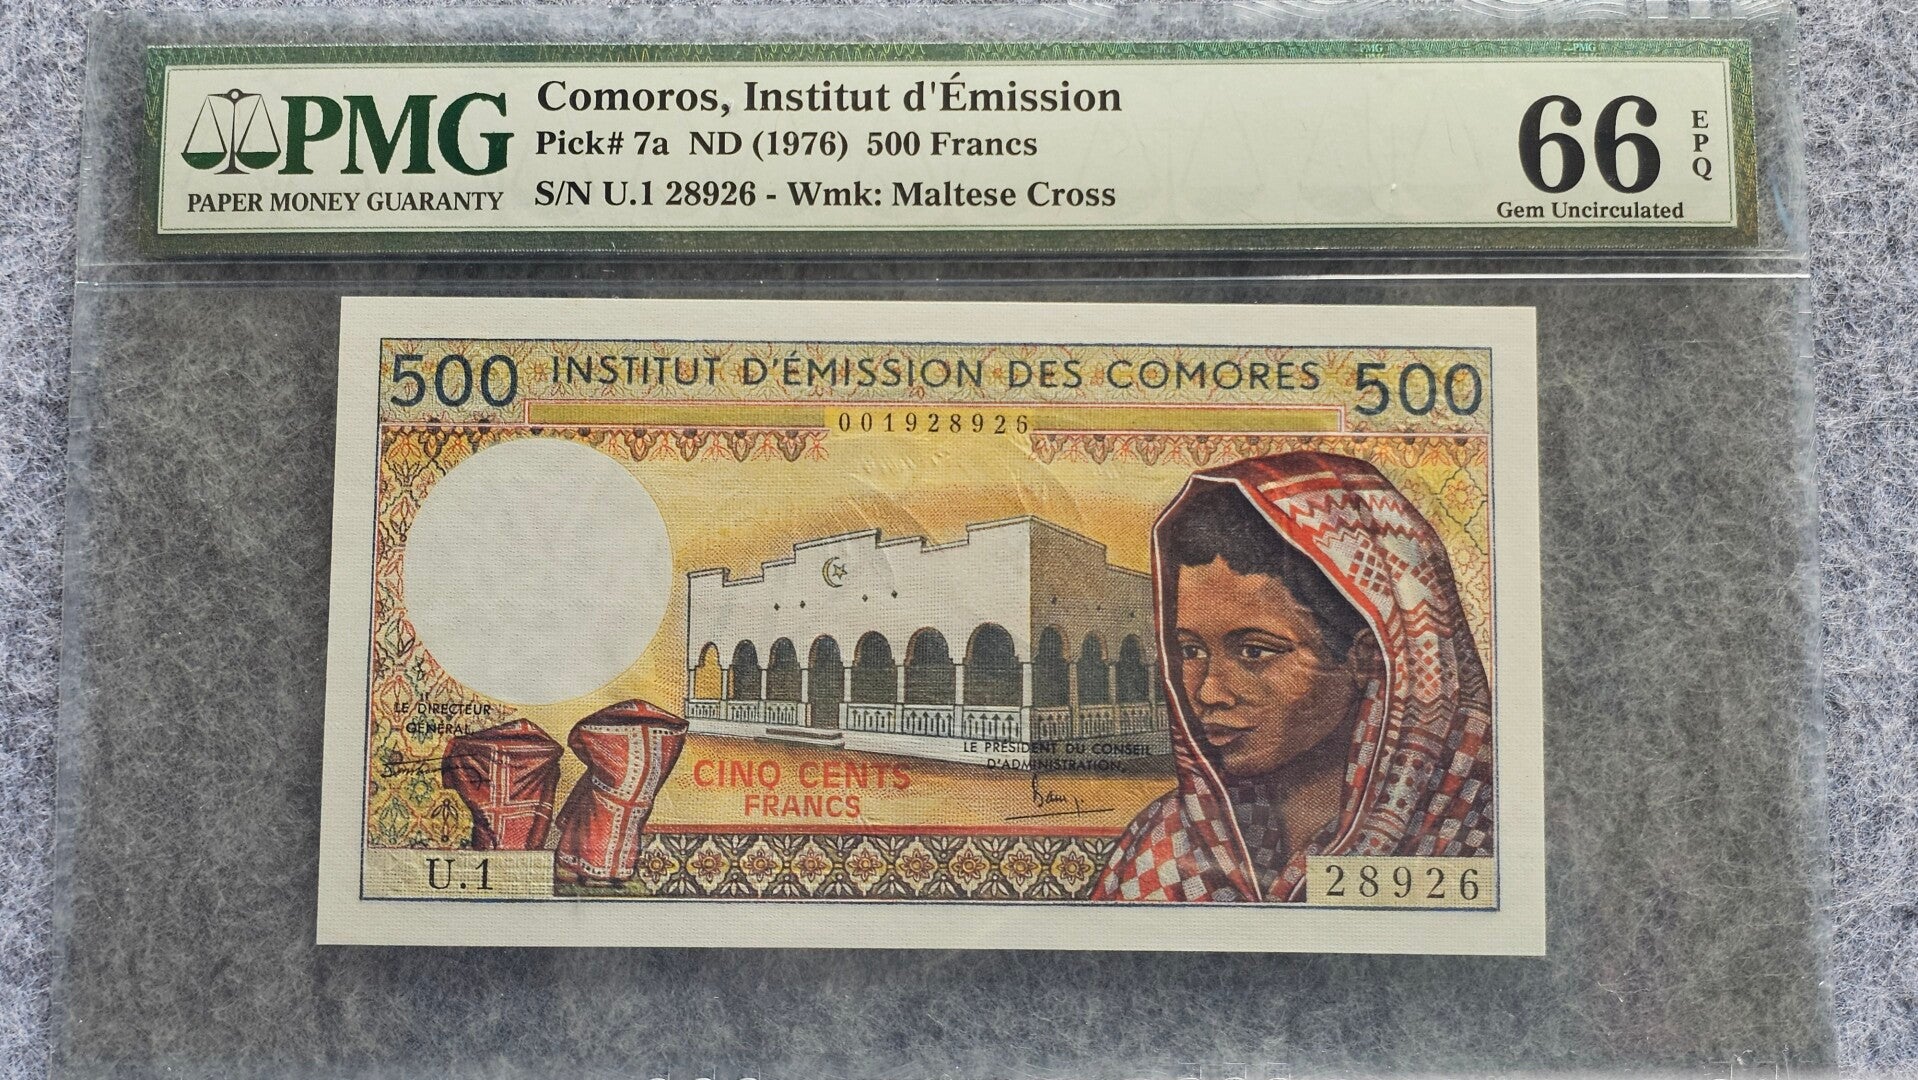 PMG
PAPER MONEY GUARANTY
Comoros, Institut d'Émission
Pick# 7a ND (1976) 500 Francs
S/N U.1 28926 - Wmk: Maltese Cross
66
EPQ
Gem Uncirculated
500 INSTITUT D'ÉMISSION DES COMORES 500
001928926
LE DIRECTEUR
GÉNÉRAL,
LE PRÉSIDENT DU CONSEIL
D'ADMINISTRATION,
CINQ CENTS
FRANCS
U.1
28926